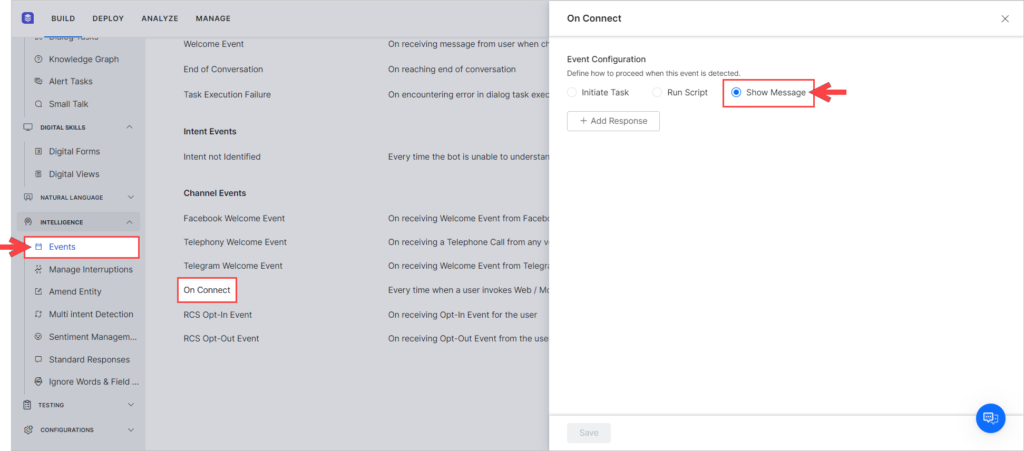 BUILD
DEPLOY
ANALYZE
MANAGE
Dialog Tasks
Knowledge Graph
Alert Tasks
Small Talk
DIGITAL SKILLS
Digital Forms
Digital Views
NATURAL LANGUAGE
INTELLIGENCE
Events
Manage Interruptions
Amend Entity
Multi intent Detection
Sentiment Managem...
Standard Responses
Ignore Words & Field ...
TESTING
CONFIGURATIONS
Welcome Event On receiving message from user when ch
End of Conversation On reaching end of conversation
Task Execution Failure On encountering error in dialog task exec
Intent Events
Intent not Identified Every time the bot is unable to understan
Channel Events
Facebook Welcome Event On receiving Welcome Event from Facebo
Telephony Welcome Event On receiving a Telephone Call from any v
Telegram Welcome Event On receiving Welcome Event from Telegra
On Connect Every time when a user invokes Web / Mo
RCS Opt-In Event On receiving Opt-In Event for the user
RCS Opt-Out Event On receiving Opt-Out Event from the use
On Connect
Event Configuration
Define how to proceed when this event is detected.
Initiate Task Run Script Show Message
+ Add Response
Save